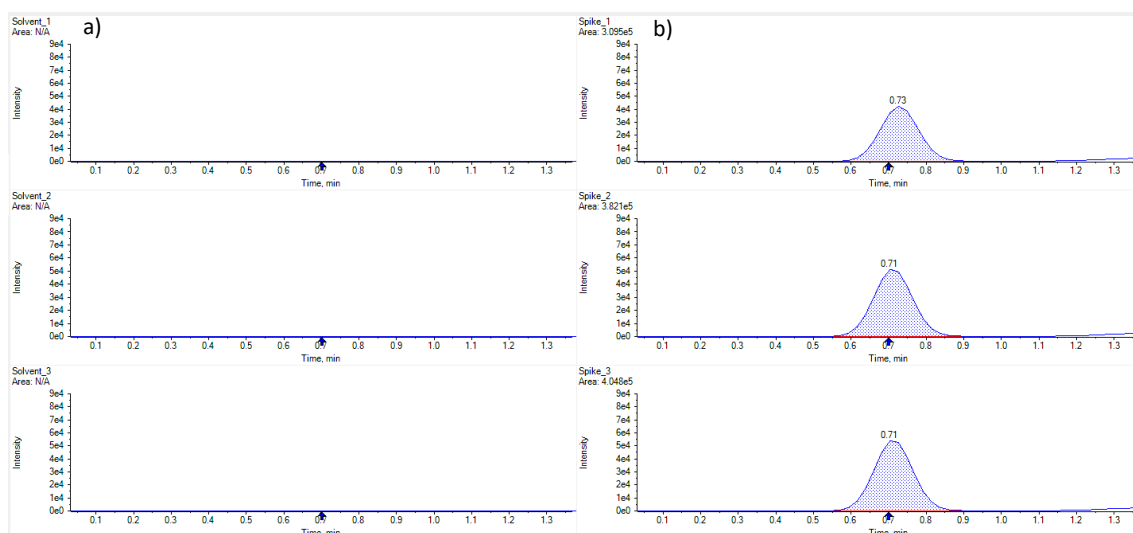 a)
Solvent_1
Area: N/A
9e4
8e4
7e4
6e4
5e4
4e4
3e4
2e4
1e4
0e0
Intensity
0.1 0.2 0.3 0.4 0.5 0.6 0.7 0.8 0.9 1.0 1.1 1.2 1.3
Time, min
Solvent_2
Area: N/A
9e4
8e4
7e4
6e4
5e4
4e4
3e4
2e4
1e4
0e0
Intensity
0.1 0.2 0.3 0.4 0.5 0.6 0.7 0.8 0.9 1.0 1.1 1.2 1.3
Time, min
Solvent_3
Area: N/A
9e4
8e4
7e4
6e4
5e4
4e4
3e4
2e4
1e4
0e0
Intensity
0.1 0.2 0.3 0.4 0.5 0.6 0.7 0.8 0.9 1.0 1.1 1.2 1.3
Time, min
b)
Spike_1
Area: 3.095e5
9e4
8e4
7e4
6e4
5e4
4e4
3e4
2e4
1e4
0e0
Intensity
0.73
0.1 0.2 0.3 0.4 0.5 0.6 0.7 0.8 0.9 1.0 1.1 1.2 1.3
Time, min
Spike_2
Area: 3.821e5
9e4
8e4
7e4
6e4
5e4
4e4
3e4
2e4
1e4
0e0
Intensity
0.71
0.1 0.2 0.3 0.4 0.5 0.6 0.7 0.8 0.9 1.0 1.1 1.2 1.3
Time, min
Spike_3
Area: 4.048e5
9e4
8e4
7e4
6e4
5e4
4e4
3e4
2e4
1e4
0e0
Intensity
0.71
0.1 0.2 0.3 0.4 0.5 0.6 0.7 0.8 0.9 1.0 1.1 1.2 1.3
Time, min